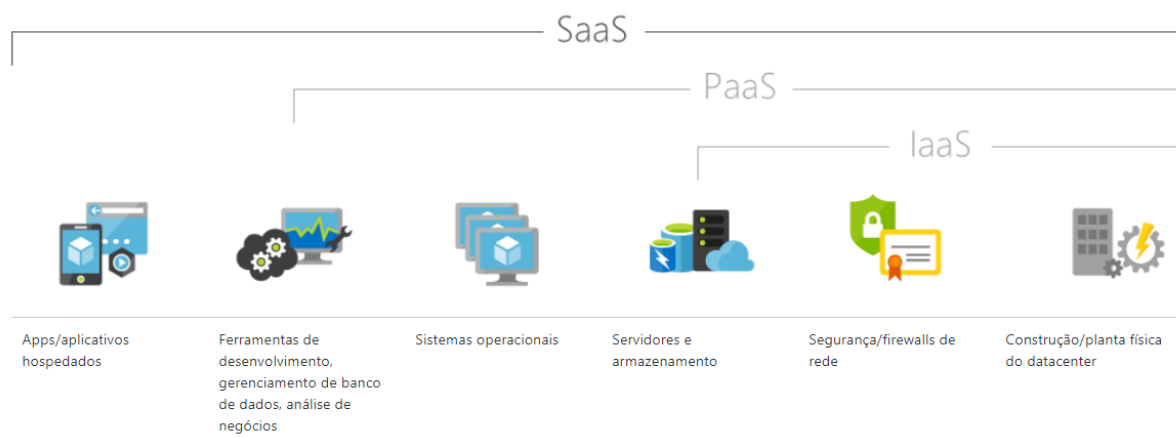 SaaS
PaaS
IaaS
Apps/aplicativos
hospedados
Ferramentas de
desenvolvimento,
gerenciamento de banco
de dados, análise de
negócios
Sistemas operacionais
Servidores e
armazenamento
Segurança/firewalls de
rede
Construção/planta física
do datacenter